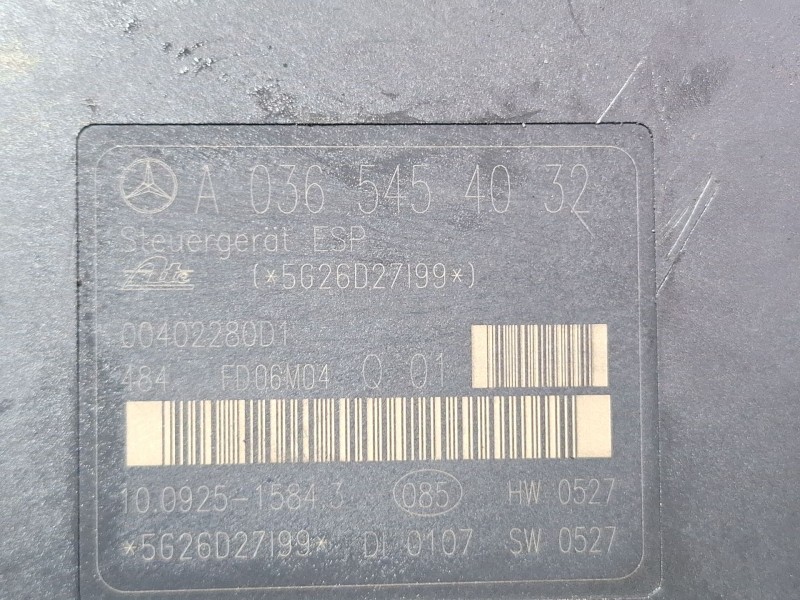 A 036 545 40 32
Steuergerät ESP
Ate (*5G26D27I99*)
00402280D1
484 FD06M04 Q 01
10.0925-1584.3 085 HW 0527
*5G26D27I99* DI 0107 SW 0527